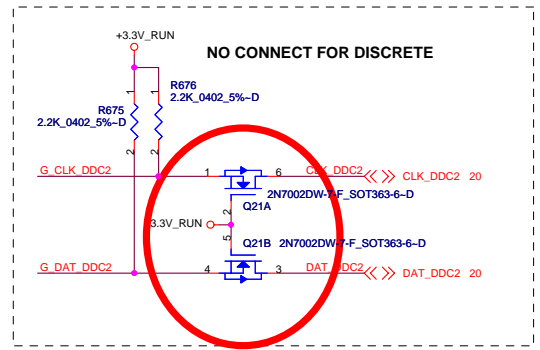 +3.3V_RUN
NO CONNECT FOR DISCRETE
R676
2.2K_0402_5%~D
R675
2.2K_0402_5%~D
1
1
2
2
G_CLK_DDC2
1
6
CLK_DDC2
CLK_DDC2 20
2N7002DW-7-F_SOT363-6~D
Q21A
2
3.3V_RUN
5
Q21B 2N7002DW-7-F_SOT363-6~D
G_DAT_DDC2
4
3
DAT_DDC2
DAT_DDC2 20